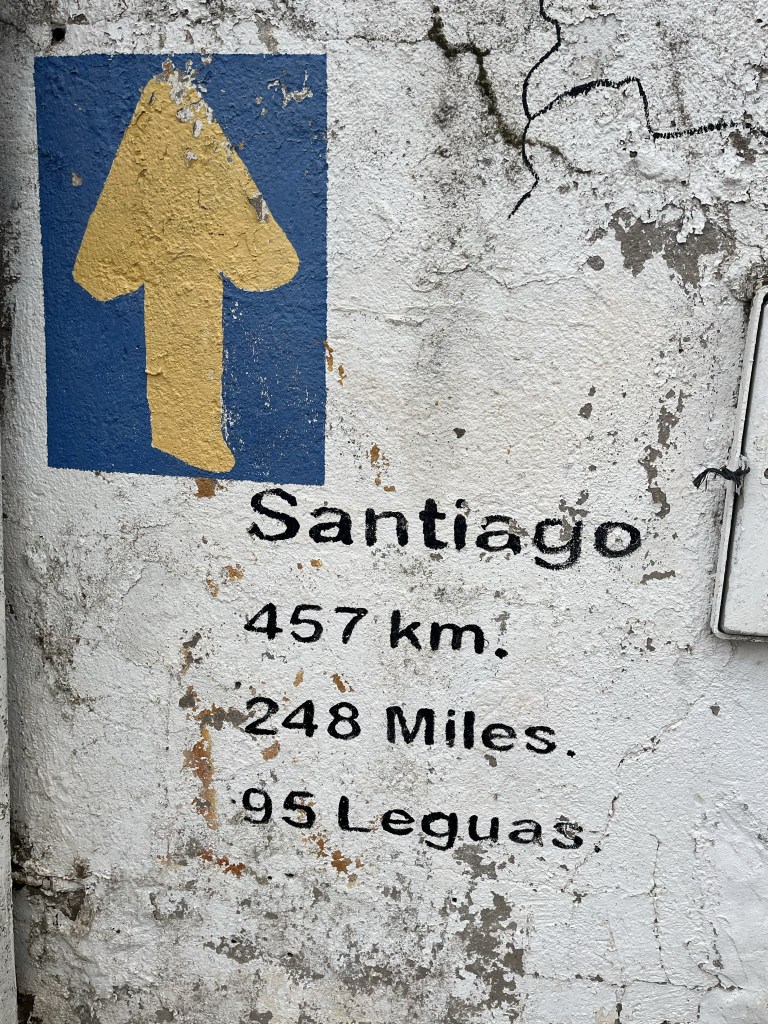 Santiago
457 km.
248 Miles.
95 Leguas.